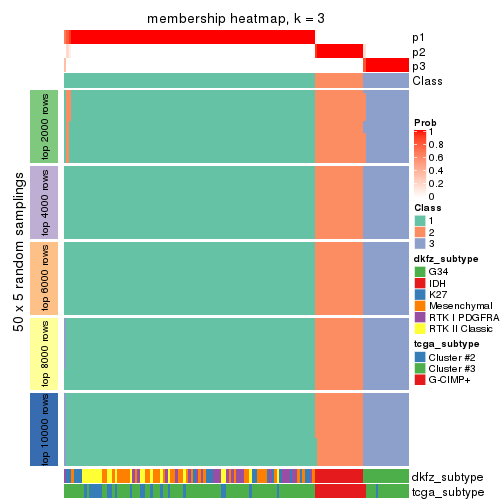 membership heatmap, k = 3
p1
p2
p3
Class
50 x 5 random samplings
top 2000 rows
top 4000 rows
top 6000 rows
top 8000 rows
top 10000 rows
Prob
1
0.8
0.6
0.4
0.2
0
Class
1
2
3
dkfz_subtype
G34
IDH
K27
Mesenchymal
RTK I PDGFRA
RTK II Classic
tcga_subtype
Cluster #2
Cluster #3
G-CIMP+
dkfz_subtype
tcga_subtype